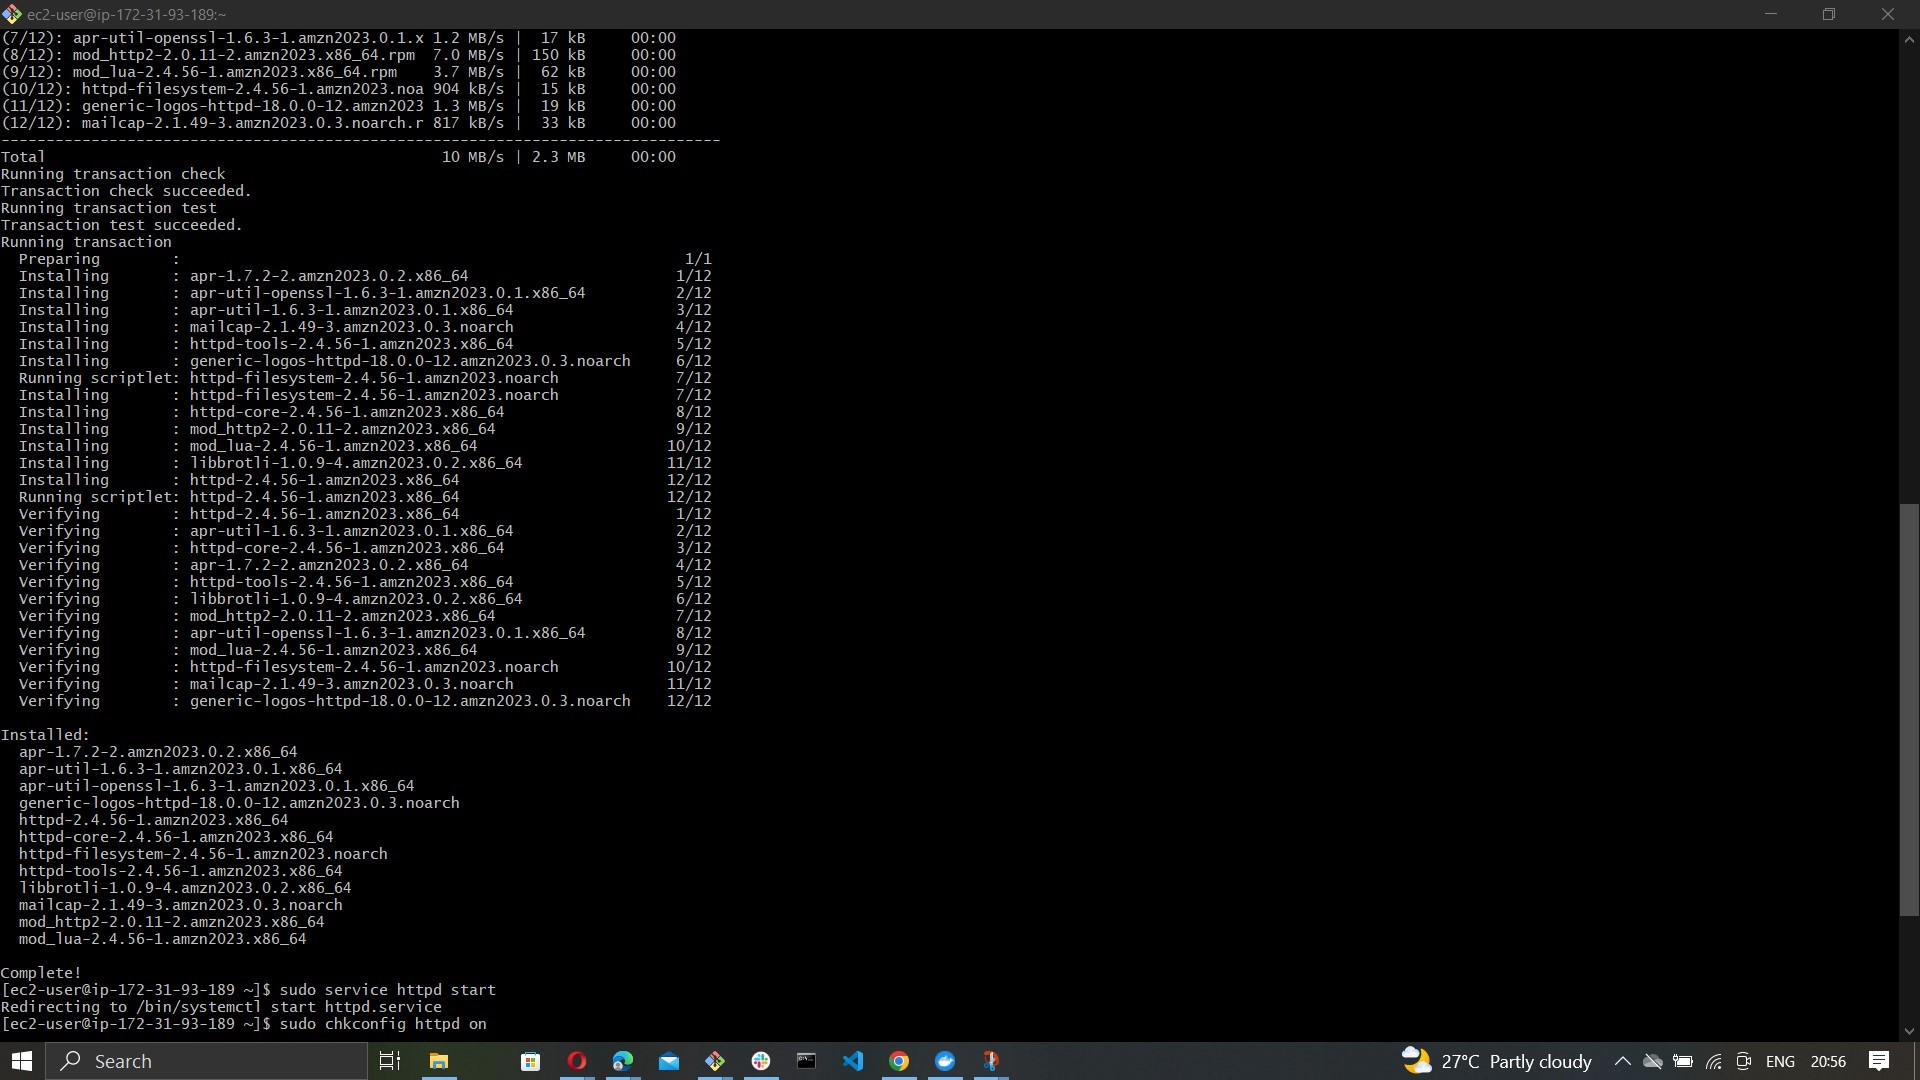 ec2-user@ip-172-31-93-189:~
(7/12): apr-util-openssl-1.6.3-1.amzn2023.0.1.x 1.2 MB/s |  17 kB     00:00
(8/12): mod_http2-2.0.11-2.amzn2023.x86_64.rpm  7.0 MB/s | 150 kB     00:00
(9/12): mod_lua-2.4.56-1.amzn2023.x86_64.rpm    3.7 MB/s |  62 kB     00:00
(10/12): httpd-filesystem-2.4.56-1.amzn2023.noa 904 kB/s |  15 kB     00:00
(11/12): generic-logos-httpd-18.0.0-12.amzn2023 1.3 MB/s |  19 kB     00:00
(12/12): mailcap-2.1.49-3.amzn2023.0.3.noarch.r 817 kB/s |  33 kB     00:00
--------------------------------------------------------------------------------
Total                                            10 MB/s | 2.3 MB     00:00
Running transaction check
Transaction check succeeded.
Running transaction test
Transaction test succeeded.
Running transaction
  Preparing        :                                                        1/1
  Installing       : apr-1.7.2-2.amzn2023.0.2.x86_64                       1/12
  Installing       : apr-util-openssl-1.6.3-1.amzn2023.0.1.x86_64          2/12
  Installing       : apr-util-1.6.3-1.amzn2023.0.1.x86_64                  3/12
  Installing       : mailcap-2.1.49-3.amzn2023.0.3.noarch                  4/12
  Installing       : httpd-tools-2.4.56-1.amzn2023.x86_64                  5/12
  Installing       : generic-logos-httpd-18.0.0-12.amzn2023.0.3.noarch     6/12
  Running scriptlet: httpd-filesystem-2.4.56-1.amzn2023.noarch             7/12
  Installing       : httpd-filesystem-2.4.56-1.amzn2023.noarch             7/12
  Installing       : httpd-core-2.4.56-1.amzn2023.x86_64                   8/12
  Installing       : mod_http2-2.0.11-2.amzn2023.x86_64                    9/12
  Installing       : mod_lua-2.4.56-1.amzn2023.x86_64                     10/12
  Installing       : libbrotli-1.0.9-4.amzn2023.0.2.x86_64                11/12
  Installing       : httpd-2.4.56-1.amzn2023.x86_64                       12/12
  Running scriptlet: httpd-2.4.56-1.amzn2023.x86_64                       12/12
  Verifying        : httpd-2.4.56-1.amzn2023.x86_64                        1/12
  Verifying        : apr-util-1.6.3-1.amzn2023.0.1.x86_64                  2/12
  Verifying        : httpd-core-2.4.56-1.amzn2023.x86_64                   3/12
  Verifying        : apr-1.7.2-2.amzn2023.0.2.x86_64                       4/12
  Verifying        : httpd-tools-2.4.56-1.amzn2023.x86_64                  5/12
  Verifying        : libbrotli-1.0.9-4.amzn2023.0.2.x86_64                 6/12
  Verifying        : mod_http2-2.0.11-2.amzn2023.x86_64                    7/12
  Verifying        : apr-util-openssl-1.6.3-1.amzn2023.0.1.x86_64          8/12
  Verifying        : mod_lua-2.4.56-1.amzn2023.x86_64                      9/12
  Verifying        : httpd-filesystem-2.4.56-1.amzn2023.noarch            10/12
  Verifying        : mailcap-2.1.49-3.amzn2023.0.3.noarch                 11/12
  Verifying        : generic-logos-httpd-18.0.0-12.amzn2023.0.3.noarch    12/12
Installed:
  apr-1.7.2-2.amzn2023.0.2.x86_64
  apr-util-1.6.3-1.amzn2023.0.1.x86_64
  apr-util-openssl-1.6.3-1.amzn2023.0.1.x86_64
  generic-logos-httpd-18.0.0-12.amzn2023.0.3.noarch
  httpd-2.4.56-1.amzn2023.x86_64
  httpd-core-2.4.56-1.amzn2023.x86_64
  httpd-filesystem-2.4.56-1.amzn2023.noarch
  httpd-tools-2.4.56-1.amzn2023.x86_64
  libbrotli-1.0.9-4.amzn2023.0.2.x86_64
  mailcap-2.1.49-3.amzn2023.0.3.noarch
  mod_http2-2.0.11-2.amzn2023.x86_64
  mod_lua-2.4.56-1.amzn2023.x86_64
Complete!
[ec2-user@ip-172-31-93-189 ~]$ sudo service httpd start
Redirecting to /bin/systemctl start httpd.service
[ec2-user@ip-172-31-93-189 ~]$ sudo chkconfig httpd on
Search 27°C Partly cloudy ENG 20:56